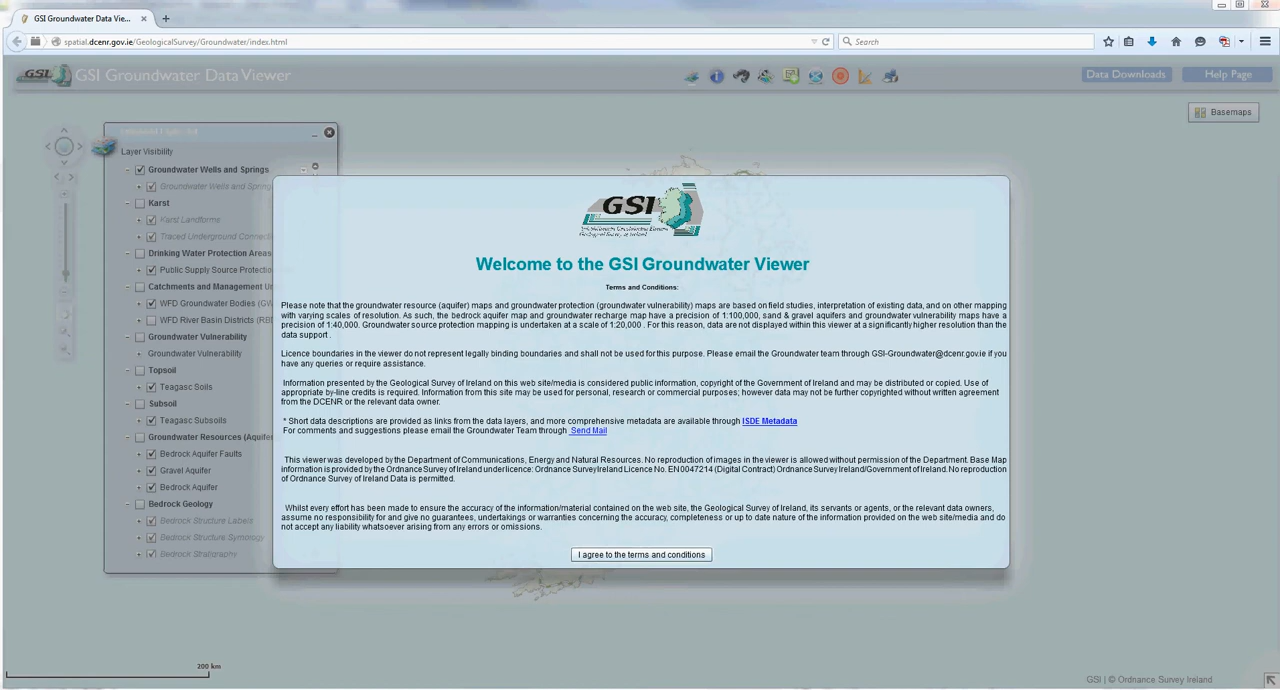 GSI Groundwater Data Vie...
spatial.dcenr.gov.ie/GeologicalSurvey/Groundwater/index.html
Search
GSI GSI Groundwater Data Viewer
Data Downloads
Help Page
Basemaps
Layer Visibility
Groundwater Wells and Springs
Groundwater Wells and Spring
Karst
Karst Landforms
Traced Underground Connecti
Drinking Water Protection Areas
Public Supply Source Protectio
Catchments and Management Un
WFD Groundwater Bodies (GW
WFD River Basin Districts (RB
Groundwater Vulnerability
Groundwater Vulnerability
Topsoil
Teagasc Soils
Subsoil
Teagasc Subsoils
Groundwater Resources (Aquifer
Bedrock Aquifer Faults
Gravel Aquifer
Bedrock Aquifer
Bedrock Geology
Bedrock Structure Labels
Bedrock Structure Symbology
Bedrock Stratigraphy
GSI
Geological Survey of Ireland
Welcome to the GSI Groundwater Viewer
Terms and Conditions:
Please note that the groundwater resource (aquifer) maps and groundwater protection (groundwater vulnerability) maps are based on field studies, interpretation of existing data, and on other mapping
with varying scales of resolution. As such, the bedrock aquifer map and groundwater recharge map have a precision of 1:100,000, sand & gravel aquifers and groundwater vulnerability maps have a
precision of 1:40,000. Groundwater source protection mapping is undertaken at a scale of 1:20,000 . For this reason, data are not displayed within this viewer at a significantly higher resolution than the
data support .
Licence boundaries in the viewer do not represent legally binding boundaries and shall not be used for this purpose. Please email the Groundwater team through GSI-Groundwater@dcenr.gov.ie if you
have any queries or require assistance.
Information presented by the Geological Survey of Ireland on this web site/media is considered public information, copyright of the Government of Ireland and may be distributed or copied. Use of
appropriate by-line credits is required. Information from this site may be used for personal, research or commercial purposes; however data may not be further copyrighted without written agreement
from the DCENR or the relevant data owner.
* Short data descriptions are provided as links from the data layers, and more comprehensive metadata are available through ISDE Metadata
For comments and suggestions please email the Groundwater Team through Send Mail
This viewer was developed by the Department of Communications, Energy and Natural Resources. No reproduction of images in the viewer is allowed without permission of the Department. Base Map
information is provided by the Ordnance Survey of Ireland under licence: Ordnance Survey Ireland Licence No. EN0047214 (Digital Contract) Ordnance Survey Ireland/Government of Ireland. No reproduction
of Ordnance Survey of Ireland Data is permitted.
Whilst every effort has been made to ensure the accuracy of the information/material contained on the web site, the Geological Survey of Ireland, its servants or agents, or the relevant data owners,
assume no responsibility for and give no guarantees, undertakings or warranties concerning the accuracy, completeness or up to date nature of the information provided on the web site/media and do
not accept any liability whatsoever arising from any errors or omissions.
I agree to the terms and conditions
200 km
GSI | © Ordnance Survey Ireland